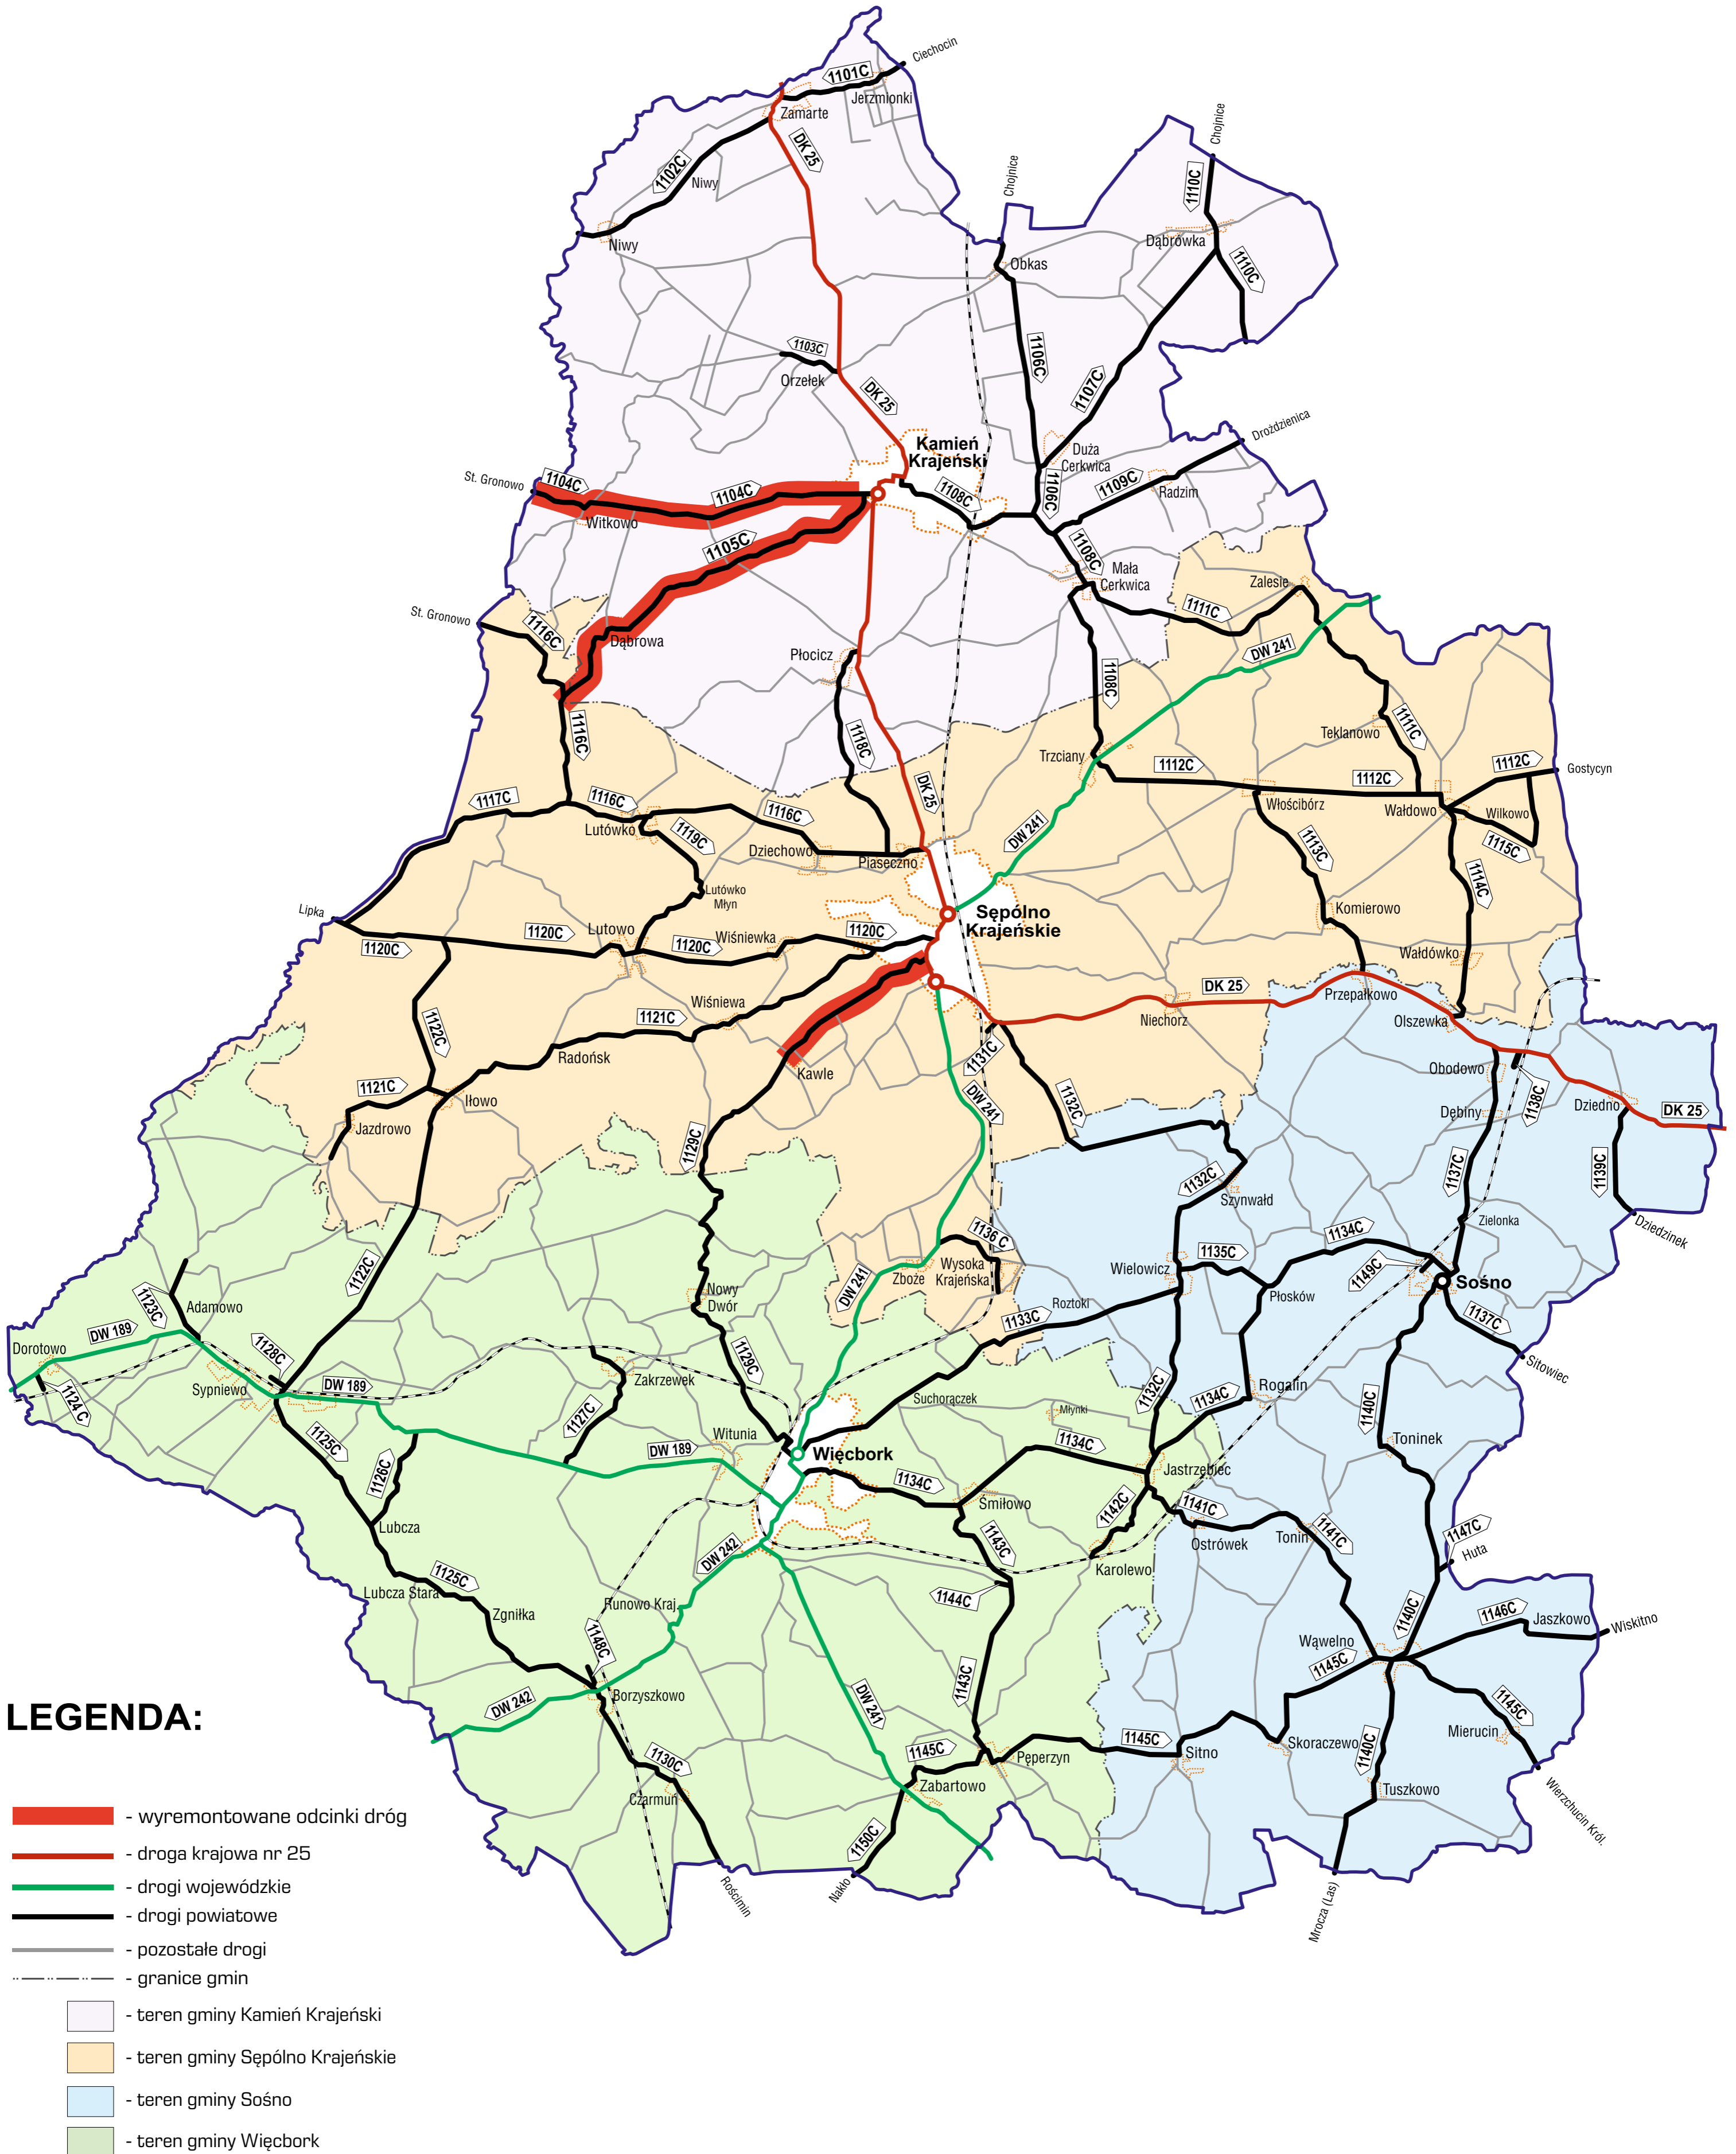 Ciechocin
1101C
Jerzmionki
Zamarte
DK 25
Chojnice
1102C
Niwy
Chojnice
1110C
Niwy
Dąbrówka
Obkas
1110C
1103C
1106C
Orzełek
1107C
DK 25
Drożdzienica
Kamień
Krajeński
Duża
Cerkwica
St. Gronowo
1104C
1104C
1108C
1106C
1109C
Radzim
Witkowo
1105C
1108C
Mała
Cerkwica
Zalesie
St. Gronowo
1116C
1111C
Dąbrowa
Płocicz
DW 241
1108C
1116C
1118C
1111C
Teklanowo
Trzciany
1112C
1112C
1112C
Gostycyn
DK 25
1117C
1116C
1116C
Włościbórz
Wałdowo
Wilkowo
Lutówko
1119C
DW 241
Dziechowo
Piaseczno
1113C
1115C
1114C
Lutówko
Młyn
Lipka
Sępólno
Krajeńskie
Komierowo
1120C
1120C
Lutowo
1120C
Wiśniewka
1120C
Wałdówko
DK 25
Przepałkowo
Wiśniewa
1121C
Niechorz
Olszewka
1122C
1131C
Radońsk
Kawle
Obodowo
1121C
Iłowo
1132C
DW 241
Dębiny
1138C
Dziedno
DK 25
Jazdrowo
1129C
1137C
1139C
1132C
Szynwałd
Zielonka
Dziedzinek
1136 C
1134C
1135C
1122C
Zboże
Wysoka
Krajeńska
Wielowicz
1149C
Sośno
1123C
Adamowo
DW 241
Nowy
Dwór
Roztoki
Płosków
1133C
1137C
DW 189
Dorotowo
1128C
1129C
Sitowiec
Sypniewo
DW 189
Zakrzewek
1124 C
Suchorączek
1132C
1134C
Rogalin
1140C
1127C
Młynki
1125C
1126C
DW 189
Witunia
Więcbork
1134C
Toninek
1134C
Jastrzębiec
Śmiłowo
1142C
1141C
Lubcza
1143C
Ostrówek
Tonin
1141C
1147C
Huta
DW 242
Karolewo
1125C
Lubcza Stara
1144C
Runowo Kraj.
Zgniłka
1140C
1146C
Jaszkowo
Wiskitno
1148C
Wąwelno
1145C
1143C
Borzyszkowo
DW 242
DW 241
1145C
LEGENDA:
Mierucin
1145C
1145C
Skoraczewo
1140C
1130C
Pęperzyn
Sitno
Zabartowo
Czarmuń
Tuszkowo
Wierzchucin Król.
- wyremontowane odcinki dróg
1150C
- droga krajowa nr 25
Rościmin
Nakło
- drogi wojewódzkie
Mrocza (Las)
- drogi powiatowe
- pozostałe drogi
- granice gmin
- teren gminy Kamień Krajeński
- teren gminy Sępólno Krajeńskie
- teren gminy Sośno
- teren gminy Więcbork